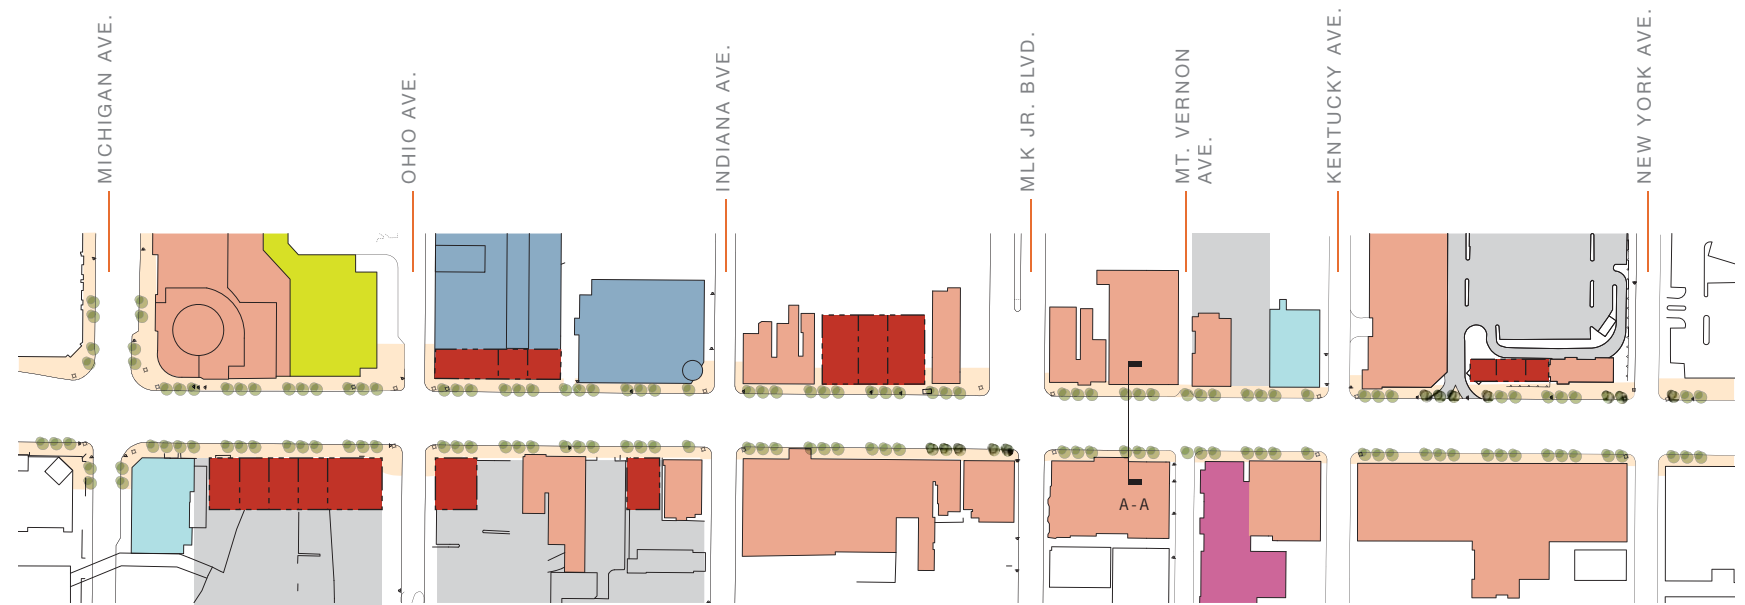 MICHIGAN AVE.
OHIO AVE.
INDIANA AVE.
MLK JR. BLVD.
MT. VERNON
AVE.
KENTUCKY AVE.
NEW YORK AVE.
A-A